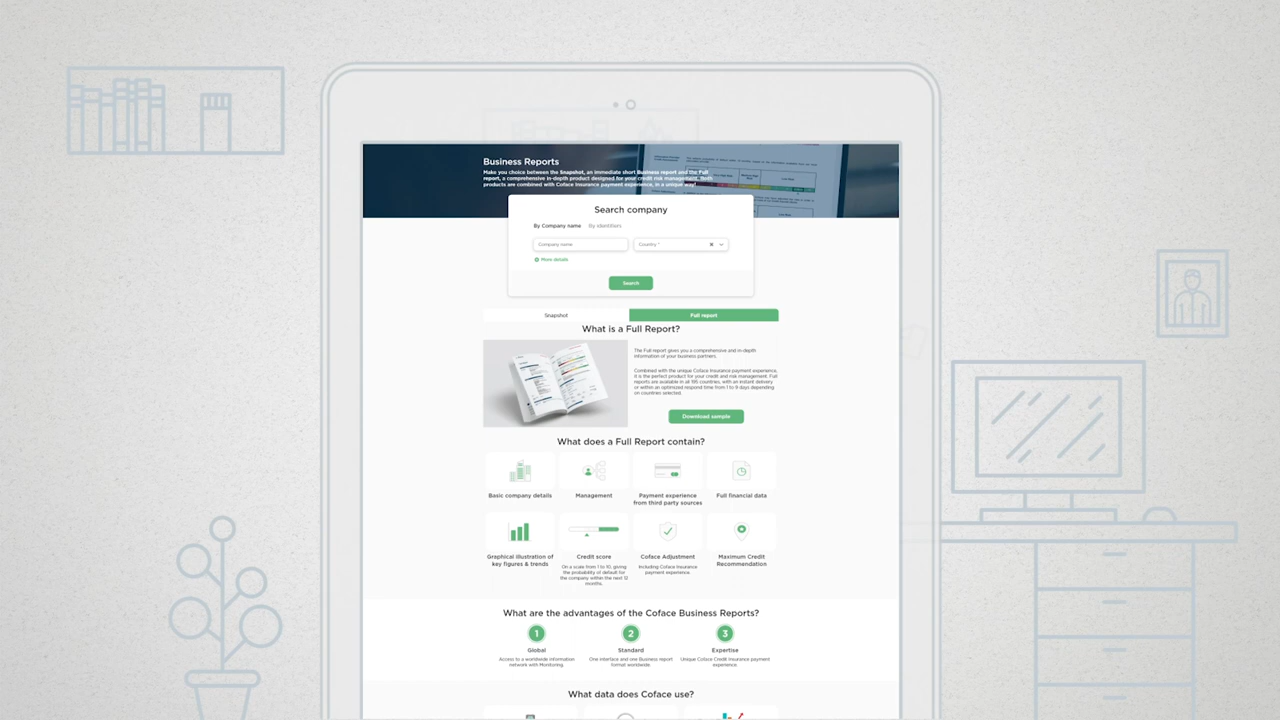 Business Reports
Make you choice between the Snapshot, an immediate short Business report and the Full
report, a comprehensive in-depth product designed for your credit risk management. Both
products are combined with Coface Insurance payment experience, in a unique way!
Search company
By Company name By identifiers
Company name Country *
More details
Search
Snapshot Full report
What is a Full Report?
The Full report gives you a comprehensive and in-depth
information of your business partners.
Combined with the unique Coface Insurance payment experience,
it is the perfect product for your credit and risk management. Full
reports are available in all 195 countries, with an instant delivery
or within an optimized respond time from 1 to 9 days depending
on countries selected.
Download sample
What does a Full Report contain?
Basic company details Management Payment experience Full financial data
from third party sources
Graphical illustration of Credit score Coface Adjustment Maximum Credit
key figures & trends Recommendation
On a scale from 1 to 10, giving Including Coface Insurance
the probability of default for payment experience.
the company within the next 12
months.
What are the advantages of the Coface Business Reports?
1 2 3
Global Standard Expertise
Access to a worldwide information One interface and one Business report Unique Coface Credit Insurance payment
network with Monitoring. format worldwide. experience.
What data does Coface use?